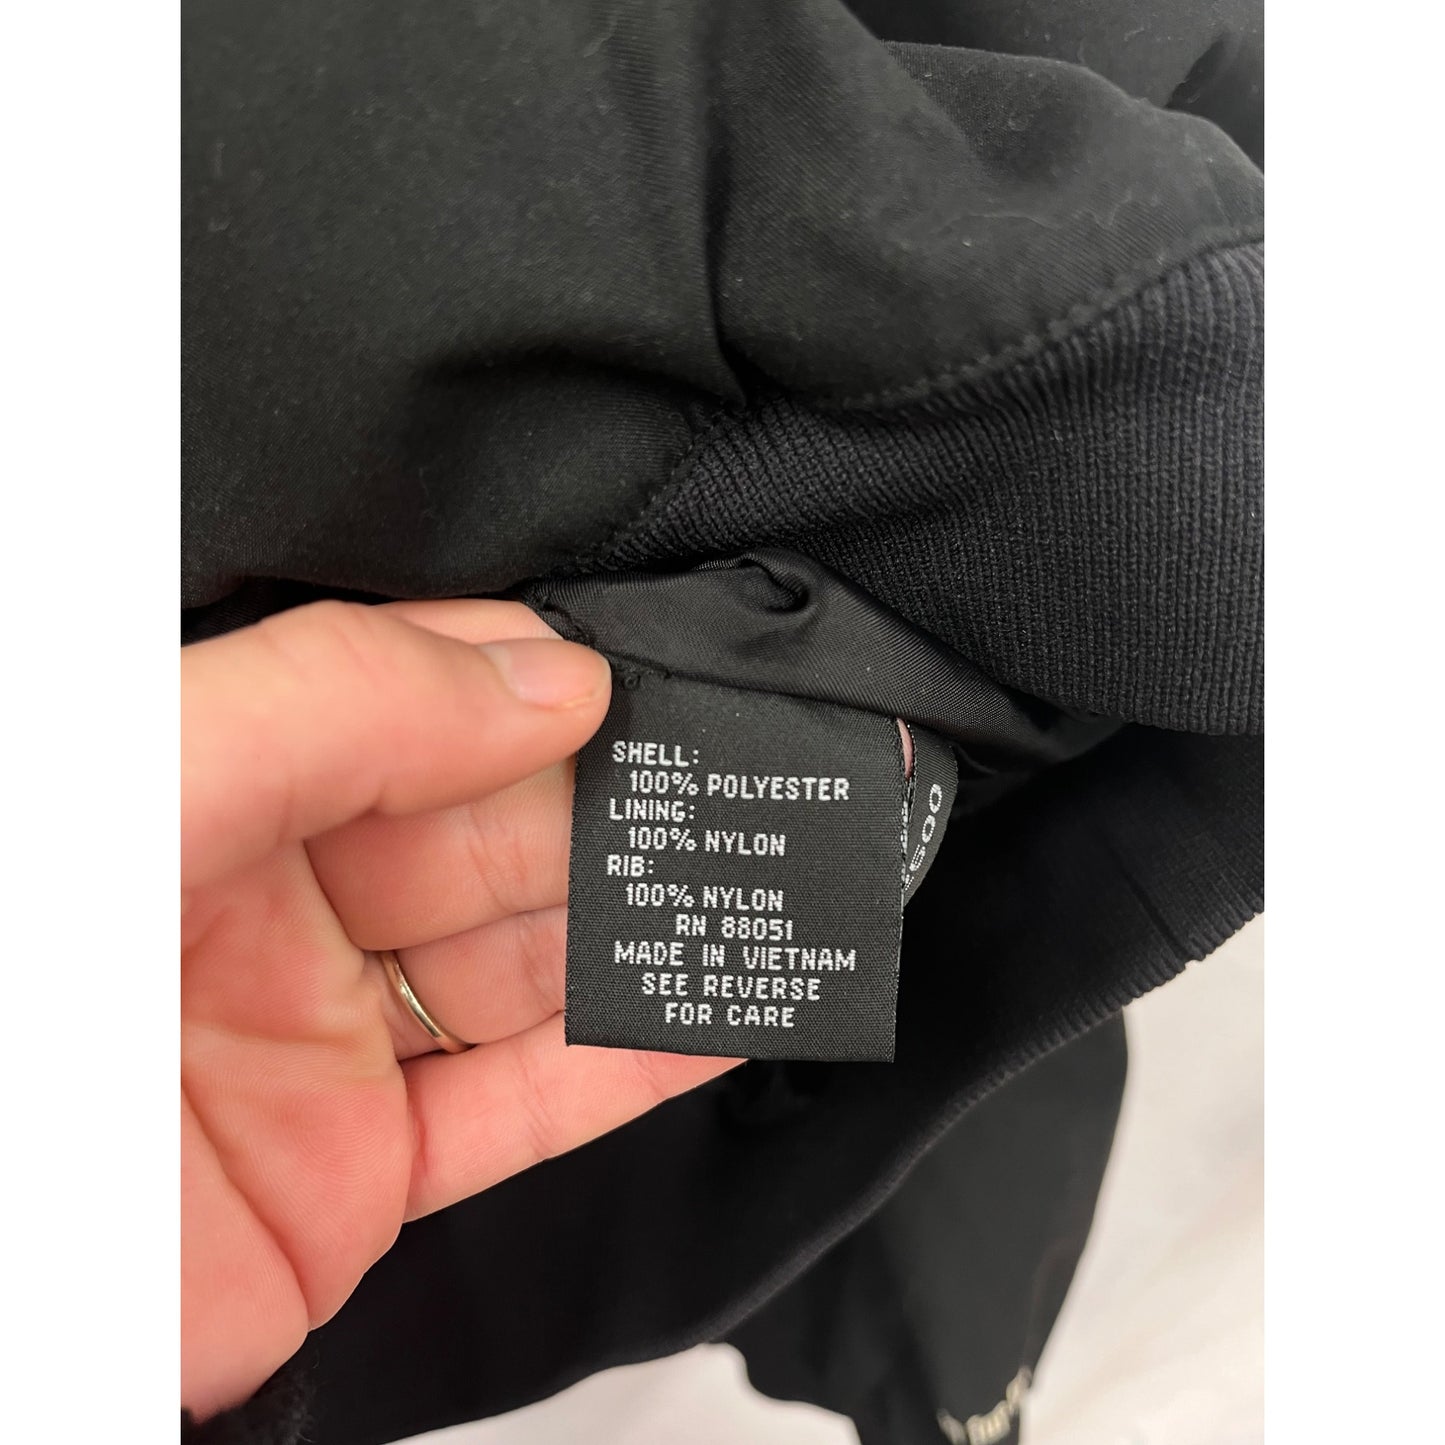 SHELL:
100% POLYESTER
LINING:
100% NYLON
RIB:
100% NYLON
RN 88051
MADE IN VIETNAM
SEE REVERSE
FOR CARE